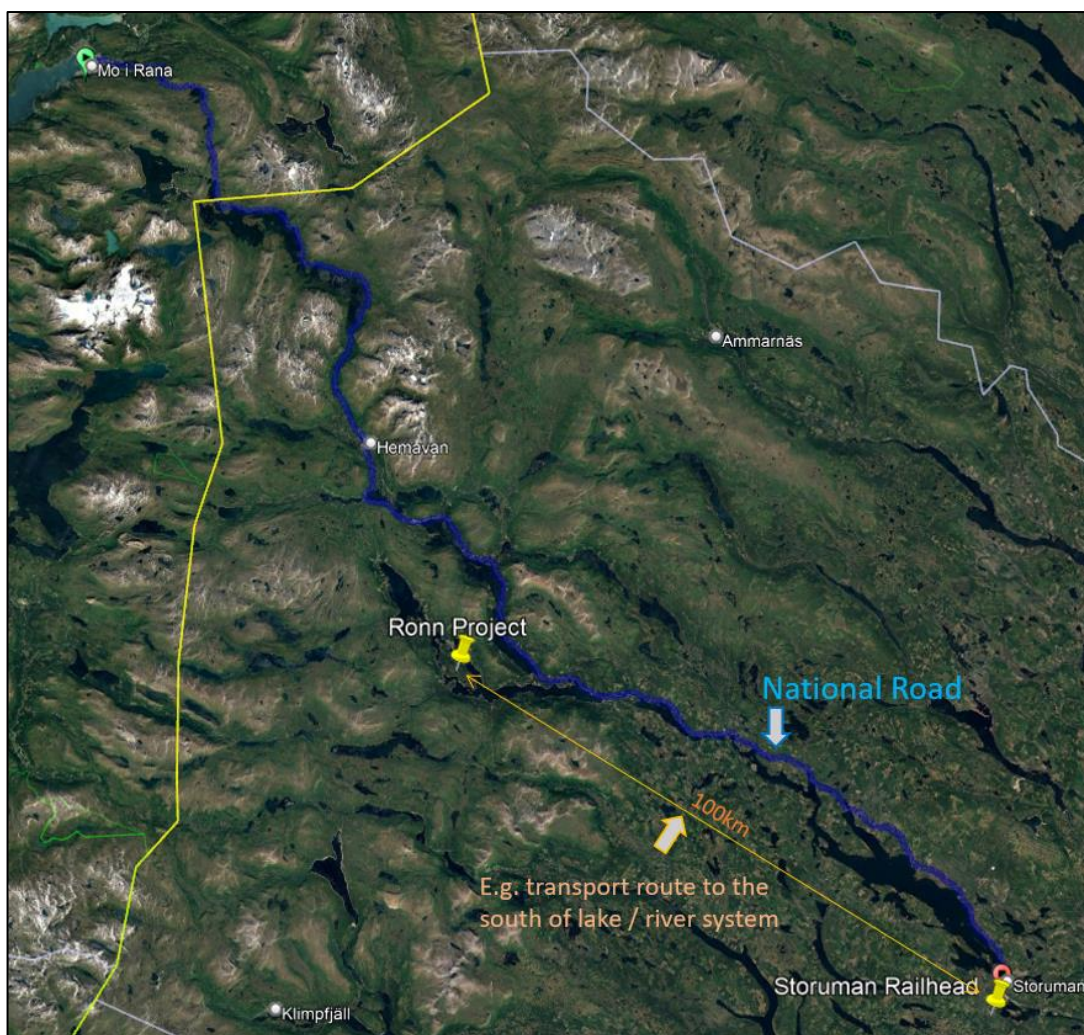 Mo i Rana
Ammarnäs
Hemavan
Ronn Project
National Road
100km
E.g. transport route to the
south of lake / river system
Storuman Railhead
Storuman
Klimpfjäll